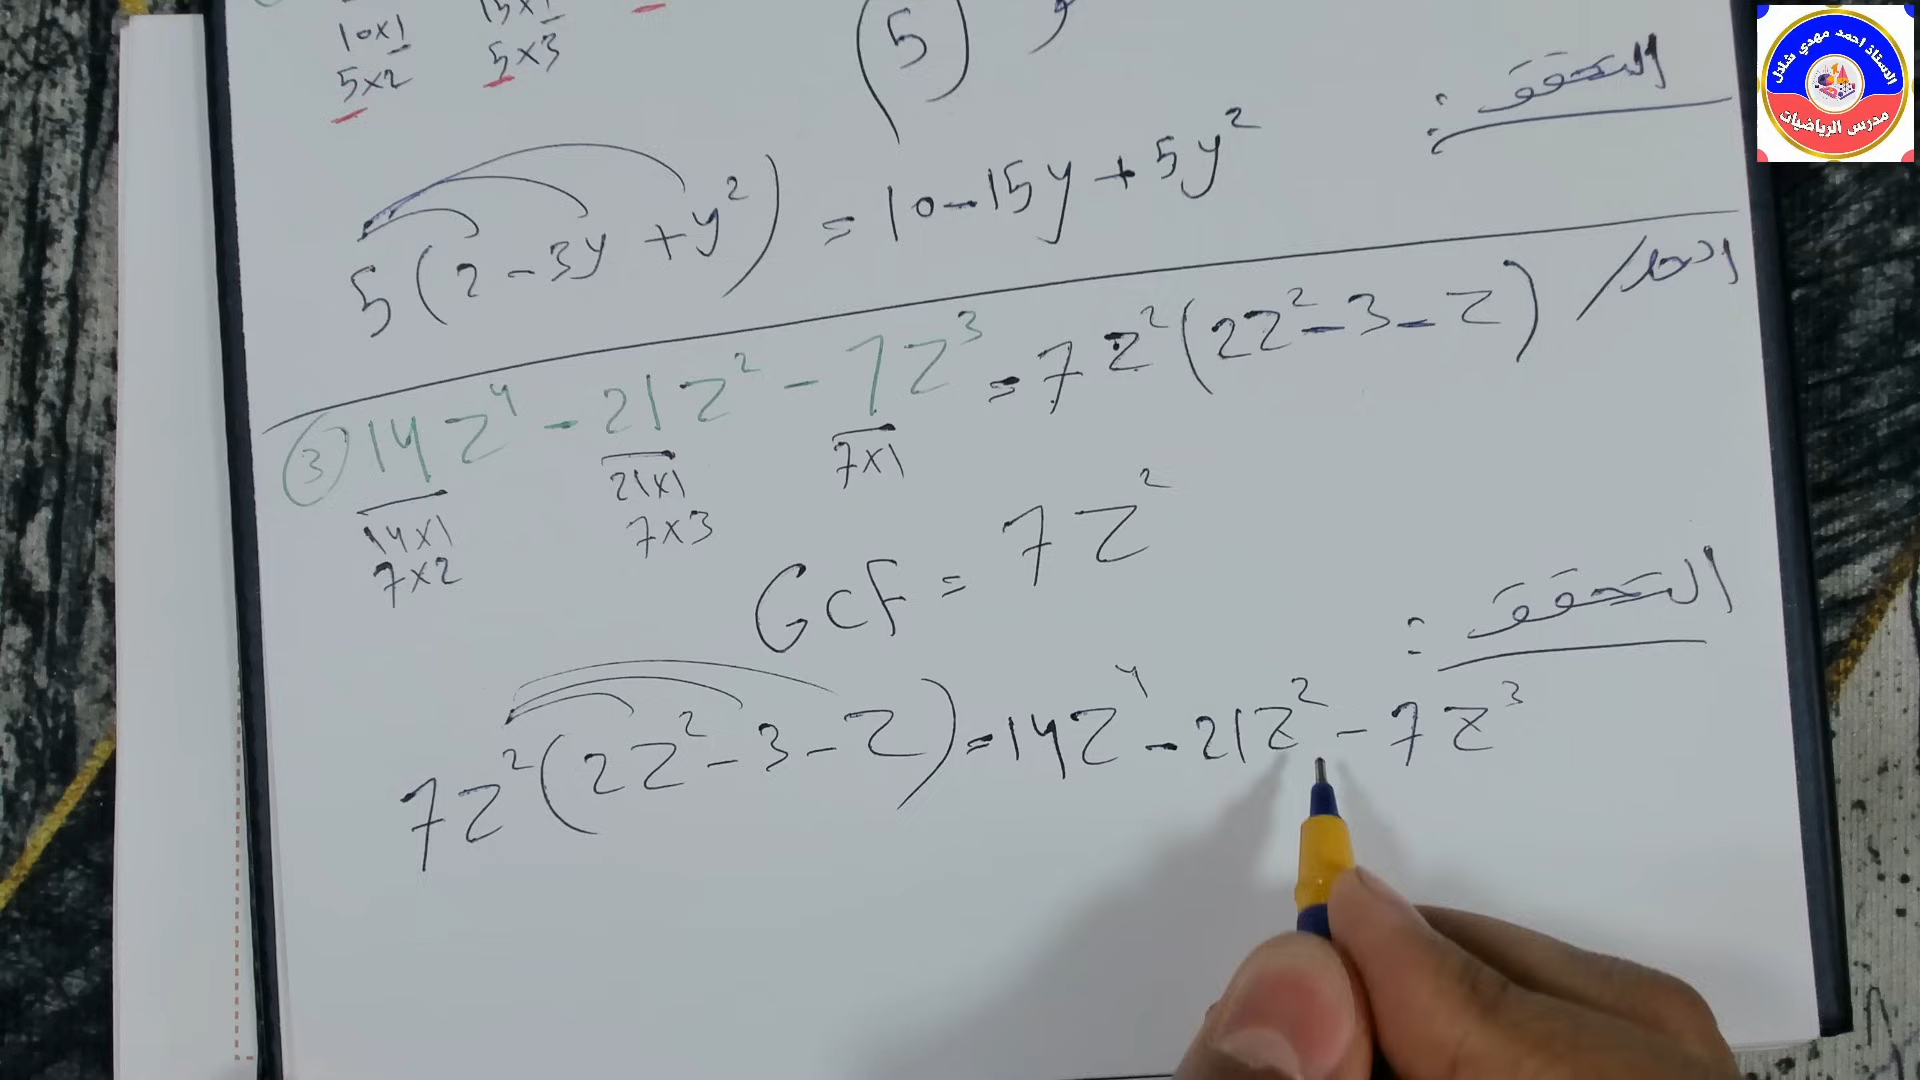 10×1
15×1
5×2
5×3
5
التحقق :
5(2-3y+y²) = 10-15y+5y²
③ 14Z⁴ - 21Z² - 7Z³ = 7Z²(2Z²-3-Z)
14×1
7×2
21×1
7×3
7×1
GCF = 7Z²
التحقق :
7Z²(2Z²-3-Z) = 14Z⁴ - 21Z² - 7Z³
الاستاذ احمد مهدي شلال
مدرس الرياضيات